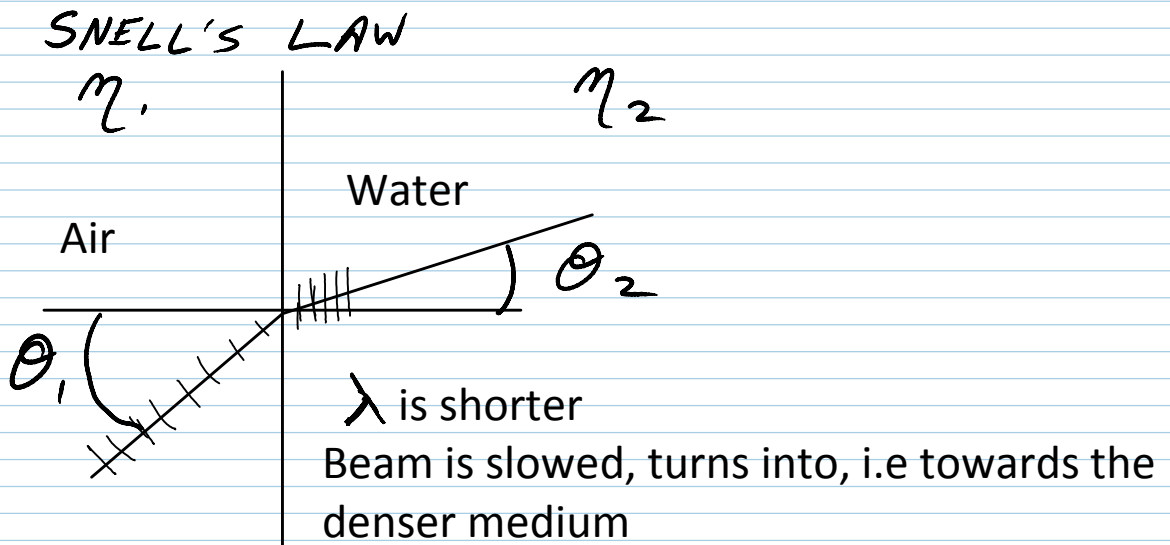 SNELL'S LAW
η1 η2
Water
Air
θ2
θ1
λ is shorter
Beam is slowed, turns into, i.e towards the
denser medium